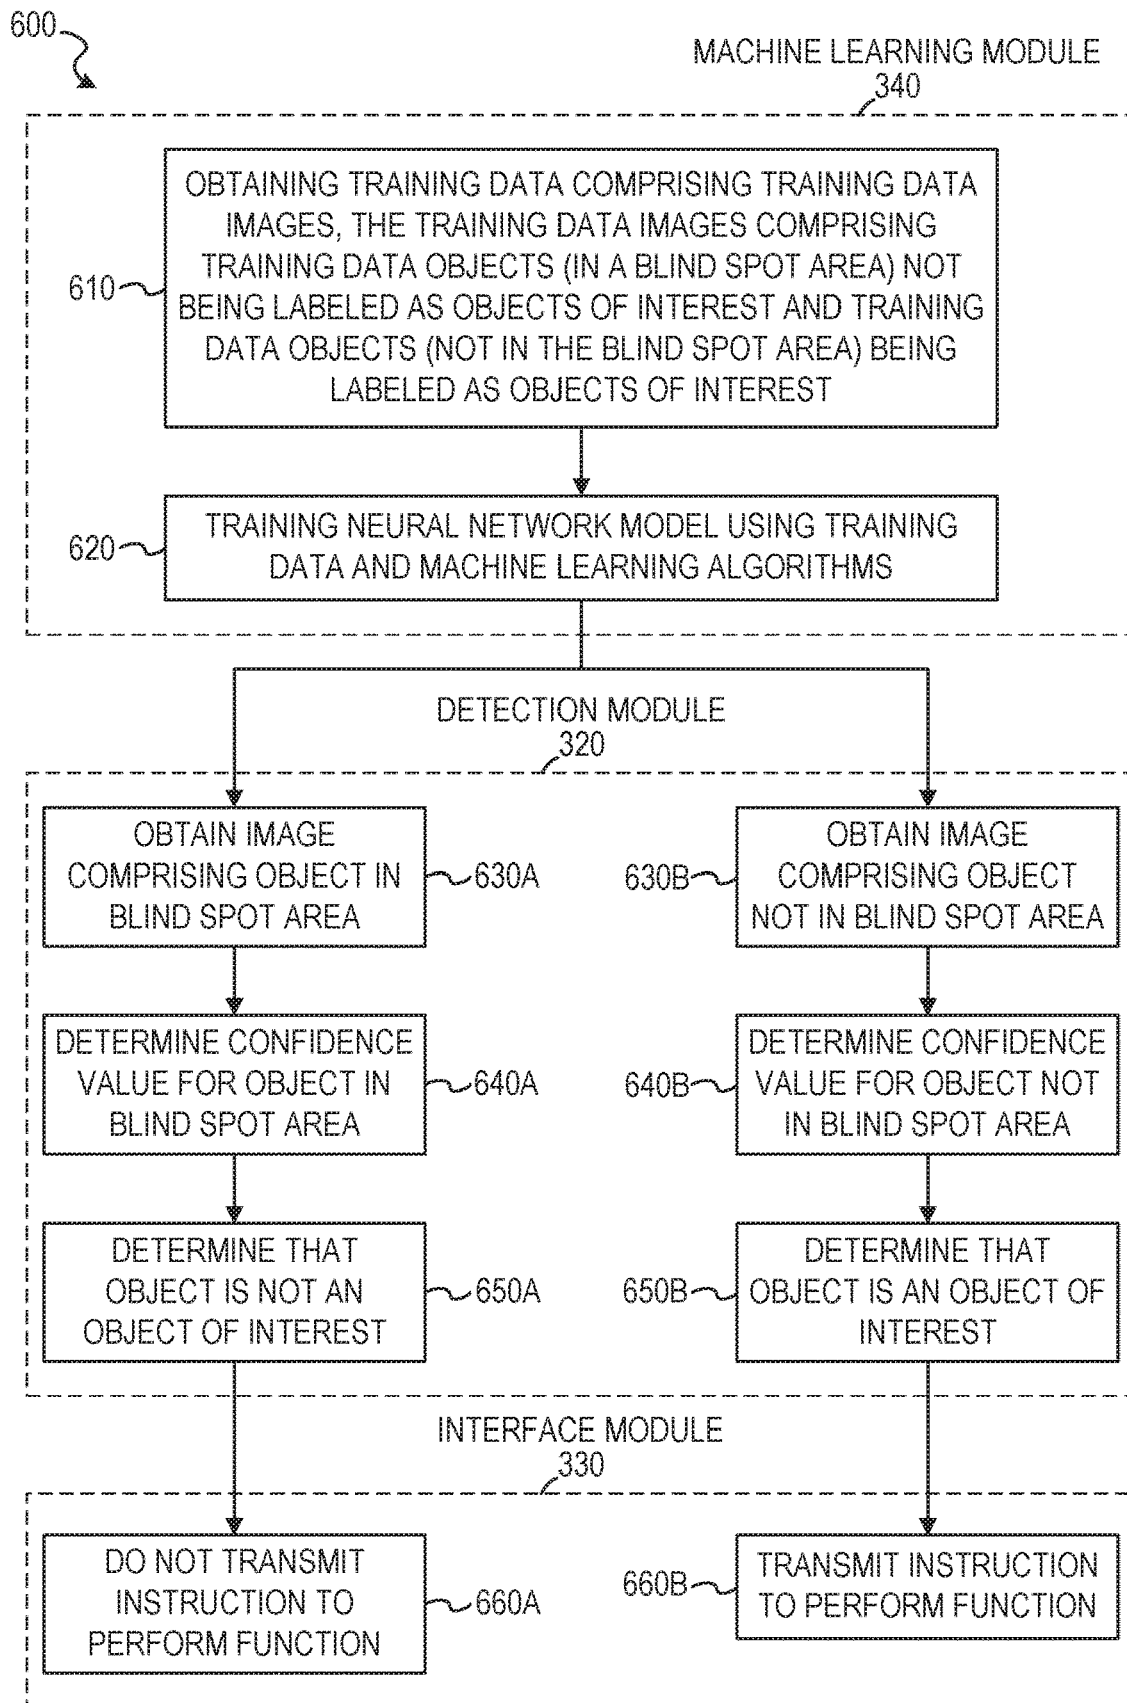 600
MACHINE LEARNING MODULE
340
OBTAINING TRAINING DATA COMPRISING TRAINING DATA
IMAGES, THE TRAINING DATA IMAGES COMPRISING
TRAINING DATA OBJECTS (IN A BLIND SPOT AREA) NOT
BEING LABELED AS OBJECTS OF INTEREST AND TRAINING
DATA OBJECTS (NOT IN THE BLIND SPOT AREA) BEING
LABELED AS OBJECTS OF INTEREST
610
TRAINING NEURAL NETWORK MODEL USING TRAINING
DATA AND MACHINE LEARNING ALGORITHMS
620
DETECTION MODULE
320
OBTAIN IMAGE
COMPRISING OBJECT IN
BLIND SPOT AREA
630A
630B
OBTAIN IMAGE
COMPRISING OBJECT
NOT IN BLIND SPOT AREA
DETERMINE CONFIDENCE
VALUE FOR OBJECT IN
BLIND SPOT AREA
640A
640B
DETERMINE CONFIDENCE
VALUE FOR OBJECT NOT
IN BLIND SPOT AREA
DETERMINE THAT
OBJECT IS NOT AN
OBJECT OF INTEREST
650A
650B
DETERMINE THAT
OBJECT IS AN OBJECT OF
INTEREST
INTERFACE MODULE
330
DO NOT TRANSMIT
INSTRUCTION TO
PERFORM FUNCTION
660A
660B
TRANSMIT INSTRUCTION
TO PERFORM FUNCTION